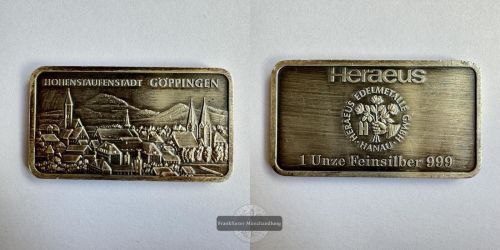 HOHENSTAUFENSTADT GÖPPINGEN
Heraeus
HERAEUS EDELMETALLE GMBH
HANAU
1 Unze Feinsilber 999
Frankfurter Münzhandlung